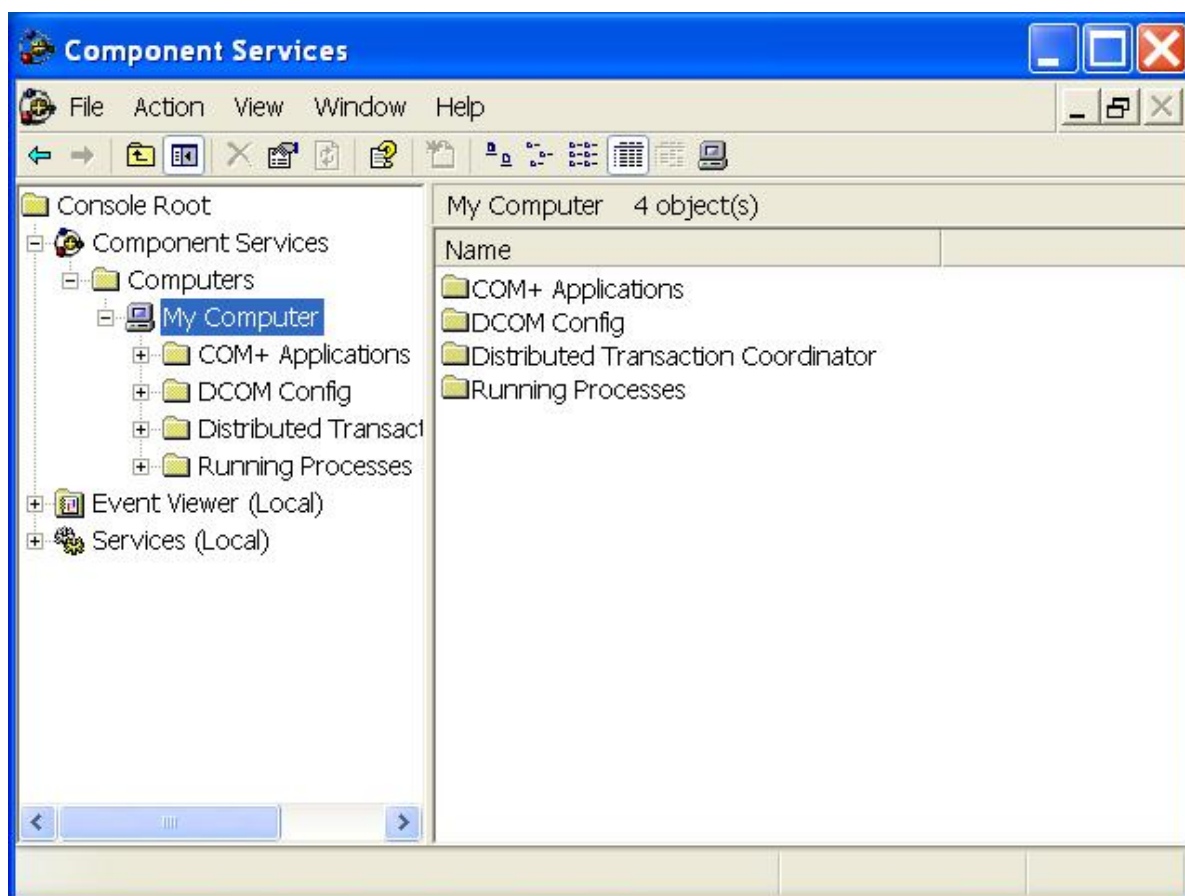 Component Services
File Action View Window Help
Console Root
Component Services
Computers
My Computer
COM+ Applications
DCOM Config
Distributed Transact
Running Processes
Event Viewer (Local)
Services (Local)
My Computer 4 object(s)
Name
COM+ Applications
DCOM Config
Distributed Transaction Coordinator
Running Processes